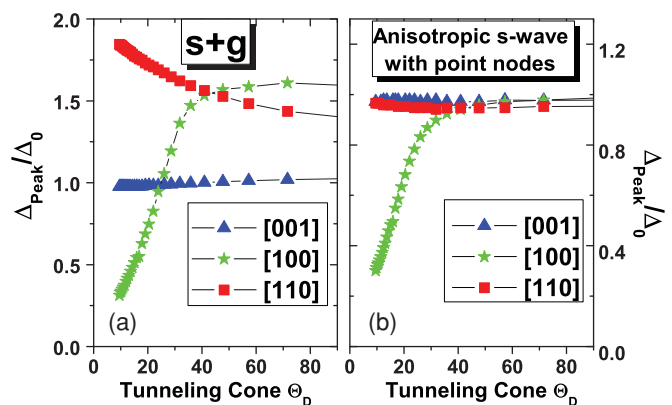 s+g
2.0
1.5
1.0
0.5
0.0
Δ_Peak/Δ_0
[001]
[100]
[110]
(a)
0 20 40 60 80
Tunneling Cone Θ_D
Anisotropic s-wave
with point nodes
1.2
0.8
0.4
0.0
Δ_Peak/Δ_0
[001]
[100]
[110]
(b)
0 20 40 60 80
Tunneling Cone Θ_D